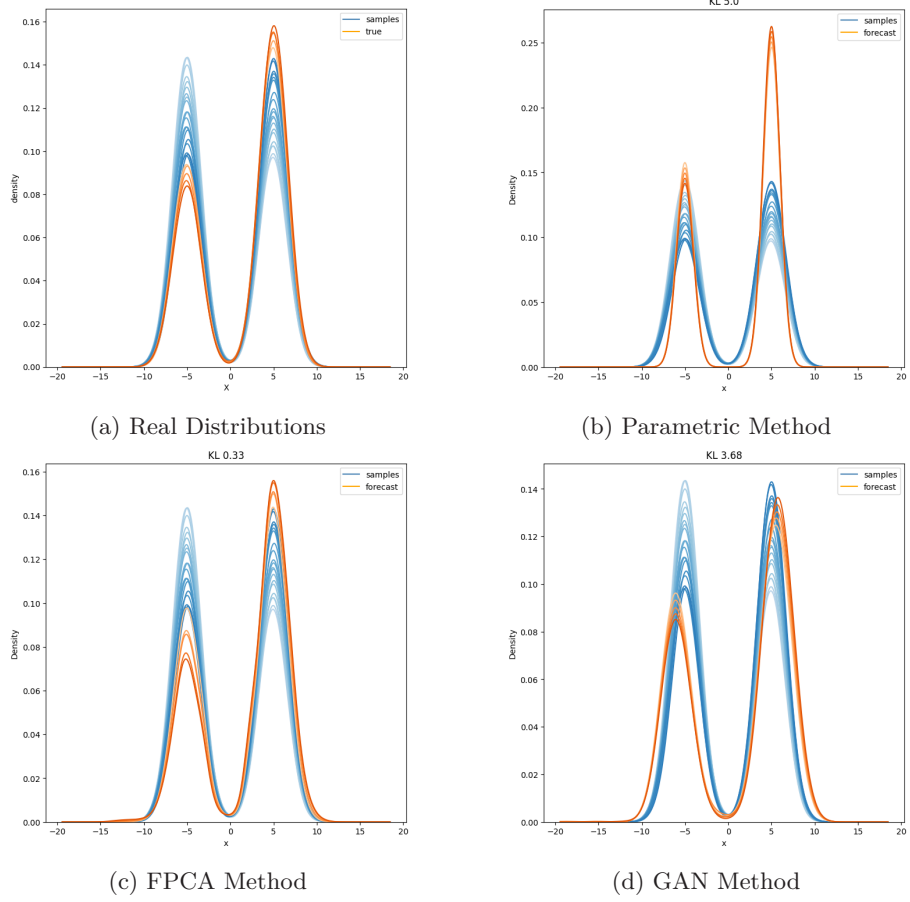 0.16
0.14
0.12
0.10
0.08
0.06
0.04
0.02
0.00
density
−20 −15 −10 −5 0 5 10 15 20
X
samples
true
(a) Real Distributions
KL 5.0
0.25
0.20
0.15
0.10
0.05
0.00
Density
−20 −15 −10 −5 0 5 10 15 20
x
samples
forecast
(b) Parametric Method
KL 0.33
0.16
0.14
0.12
0.10
0.08
0.06
0.04
0.02
0.00
Density
−20 −15 −10 −5 0 5 10 15 20
x
samples
forecast
(c) FPCA Method
KL 3.68
0.14
0.12
0.10
0.08
0.06
0.04
0.02
0.00
Density
−20 −15 −10 −5 0 5 10 15 20
x
samples
forecast
(d) GAN Method